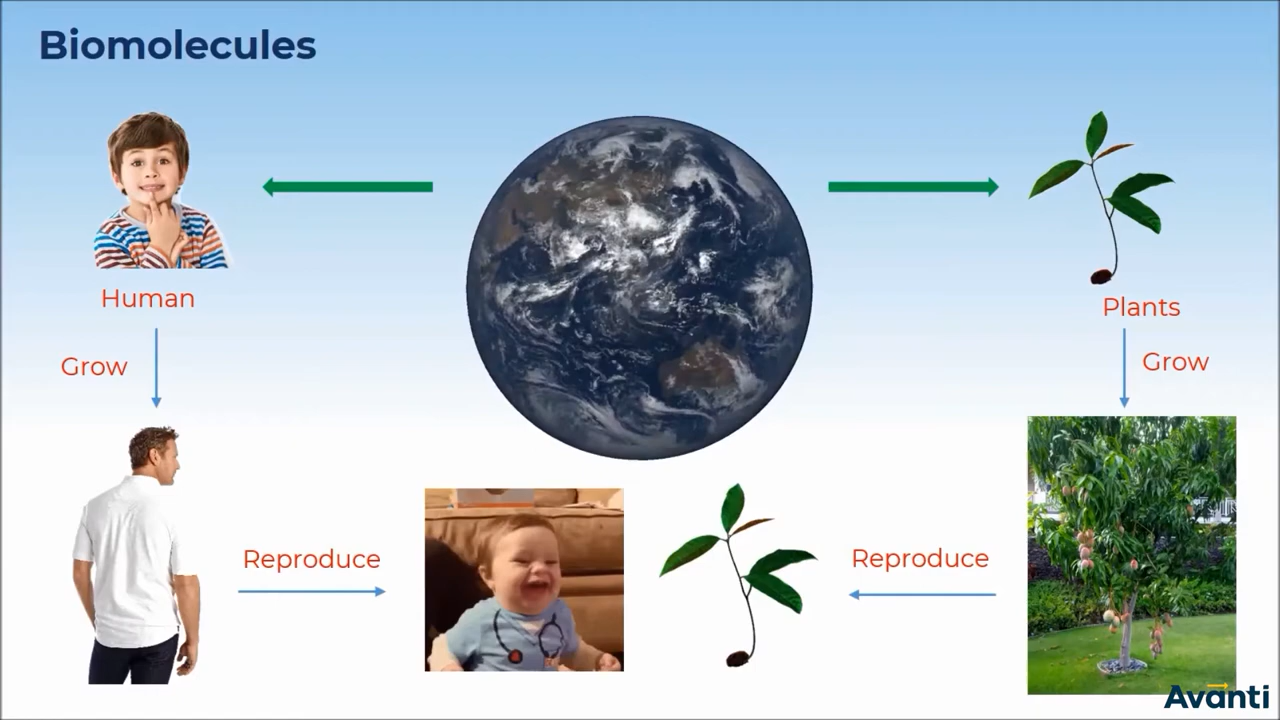 Biomolecules
Human
Plants
Grow
Grow
Reproduce
Reproduce
Avanti